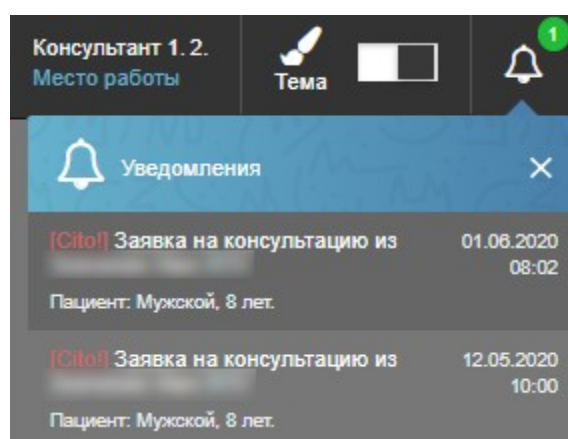 Консультант 1. 2.
Место работы
Тема
1
Уведомления
[Cito!] Заявка на консультацию из
01.06.2020
08:02
Пациент: Мужской, 8 лет.
[Cito!] Заявка на консультацию из
12.05.2020
10:00
Пациент: Мужской, 8 лет.